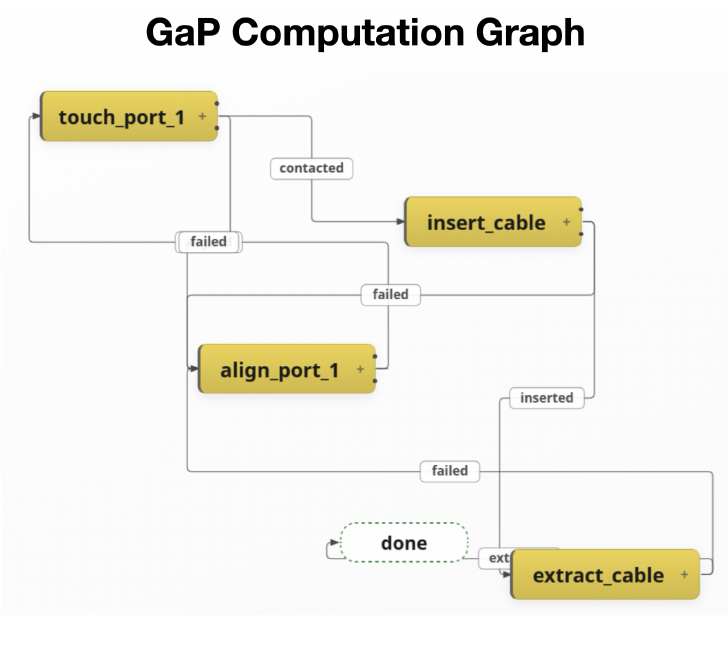 GaP Computation Graph
touch_port_1 +
contacted
insert_cable +
failed
failed
align_port_1 +
inserted
failed
done
extract_cable +